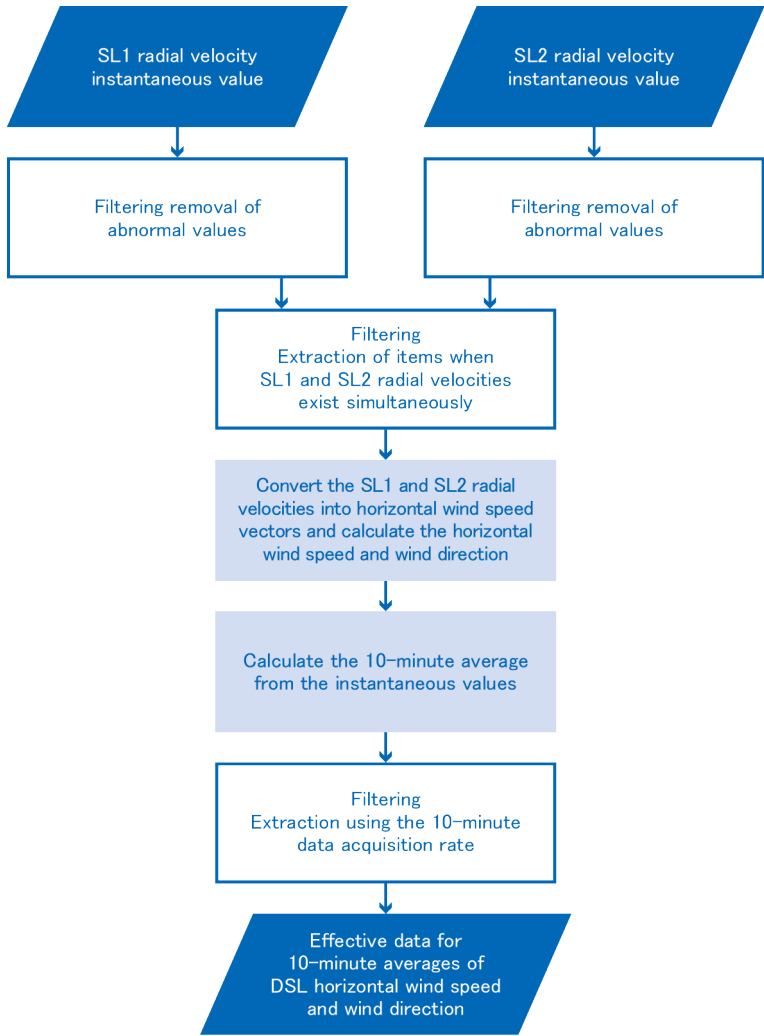 SL1 radial velocity
instantaneous value
SL2 radial velocity
instantaneous value
Filtering removal of
abnormal values
Filtering removal of
abnormal values
Filtering
Extraction of items when
SL1 and SL2 radial velocities
exist simultaneously
Convert the SL1 and SL2 radial
velocities into horizontal wind speed
vectors and calculate the horizontal
wind speed and wind direction
Calculate the 10-minute average
from the instantaneous values
Filtering
Extraction using the 10-minute
data acquisition rate
Effective data for
10-minute averages of
DSL horizontal wind speed
and wind direction